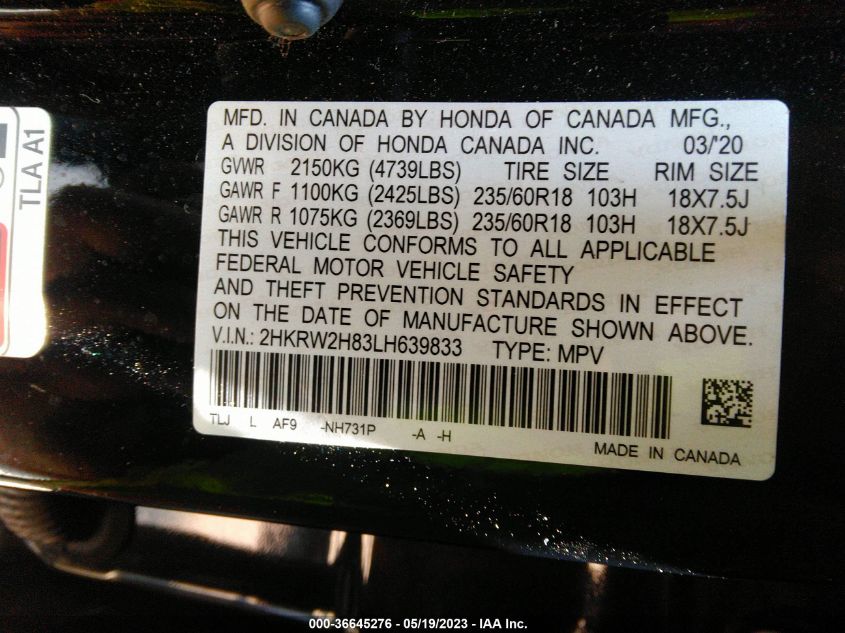 TLA A1
MFD. IN CANADA BY HONDA OF CANADA MFG.,
A DIVISION OF HONDA CANADA INC. 03/'20
GVWR 2150KG (4739LBS) TIRE SIZE RIM SIZE
GAWR F 1100KG (2425LBS) 235/60R18 103H 18X7.5J
GAWR R 1075KG (2369LBS) 235/60R18 103H 18X7.5J
THIS VEHICLE CONFORMS TO ALL APPLICABLE
FEDERAL MOTOR VEHICLE SAFETY
AND THEFT PREVENTION STANDARDS IN EFFECT
ON THE DATE OF MANUFACTURE SHOWN ABOVE.
V.I.N.: 2HKRW2H83LH639833 TYPE: MPV
TLJ L AF9 -NH731P -A -H
MADE IN CANADA
000-36645276 - 05/19/2023 - IAA Inc.